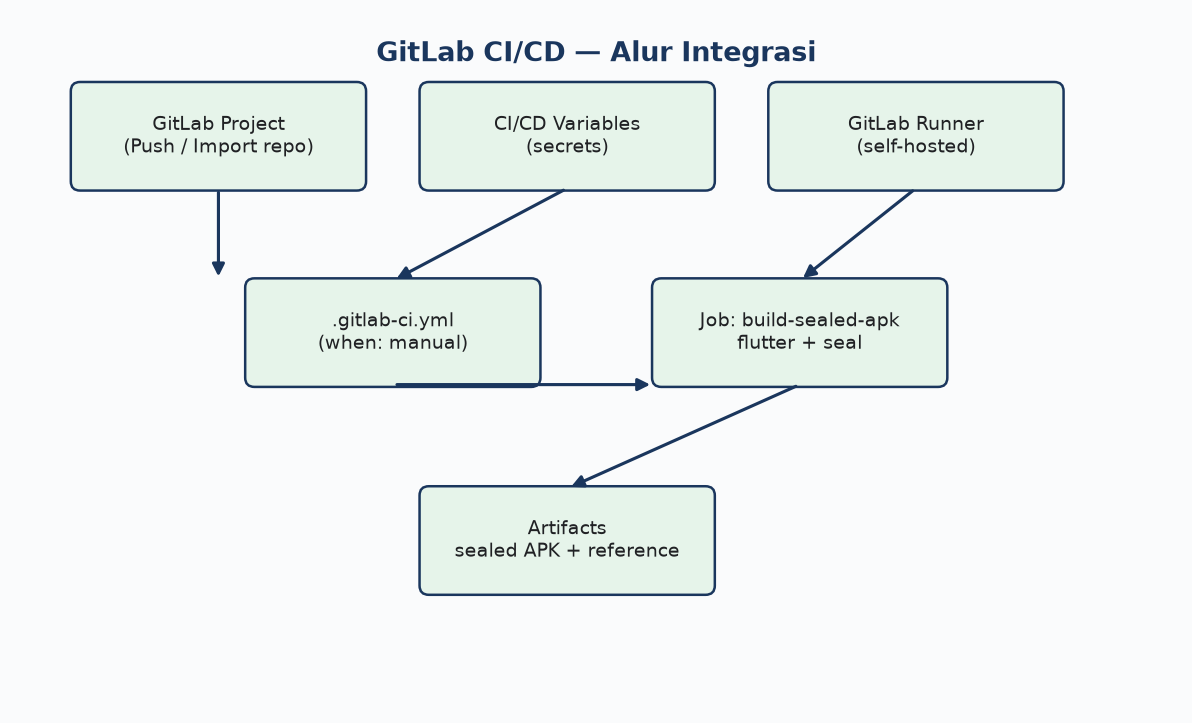 GitLab CI/CD — Alur Integrasi
GitLab Project
(Push / Import repo)
CI/CD Variables
(secrets)
GitLab Runner
(self-hosted)
.gitlab-ci.yml
(when: manual)
Job: build-sealed-apk
flutter + seal
Artifacts
sealed APK + reference